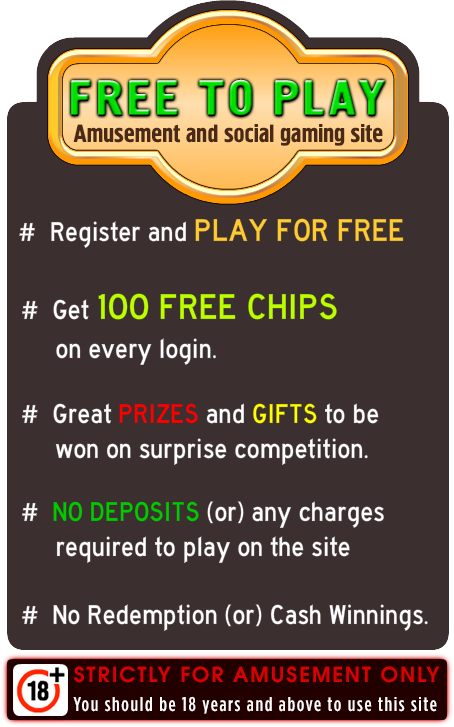 FREE TO PLAY
Amusement and social gaming site
# Register and PLAY FOR FREE
# Get 100 FREE CHIPS
on every login.
# Great PRIZES and GIFTS to be
won on surprise competition.
# NO DEPOSITS (or) any charges
required to play on the site
# No Redemption (or) Cash Winnings.
18+
STRICTLY FOR AMUSEMENT ONLY
You should be 18 years and above to use this site